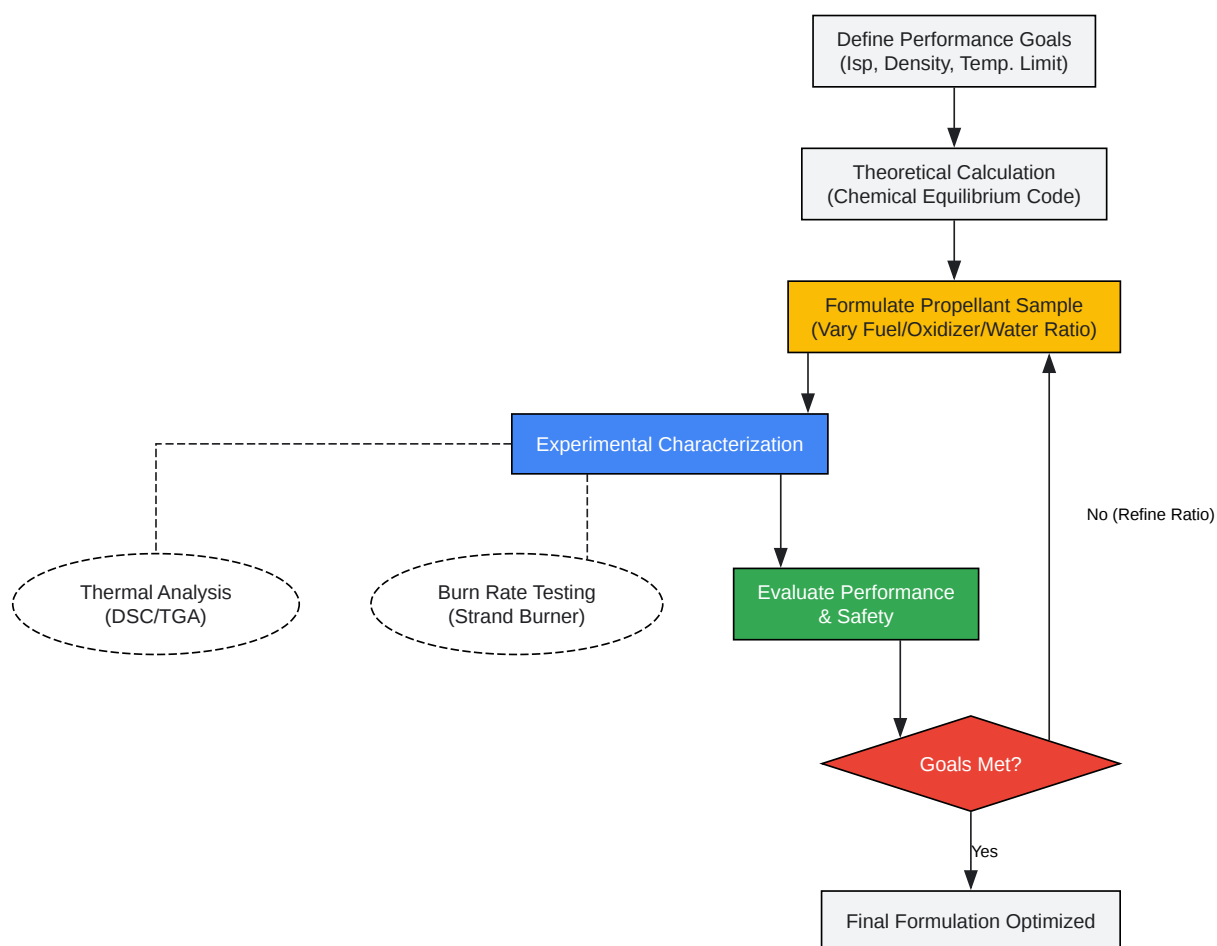 Define Performance Goals
(Isp, Density, Temp. Limit)
Theoretical Calculation
(Chemical Equilibrium Code)
Formulate Propellant Sample
(Vary Fuel/Oxidizer/Water Ratio)
Experimental Characterization
No (Refine Ratio)
Thermal Analysis
(DSC/TGA)
Burn Rate Testing
(Strand Burner)
Evaluate Performance
& Safety
Goals Met?
Yes
Final Formulation Optimized